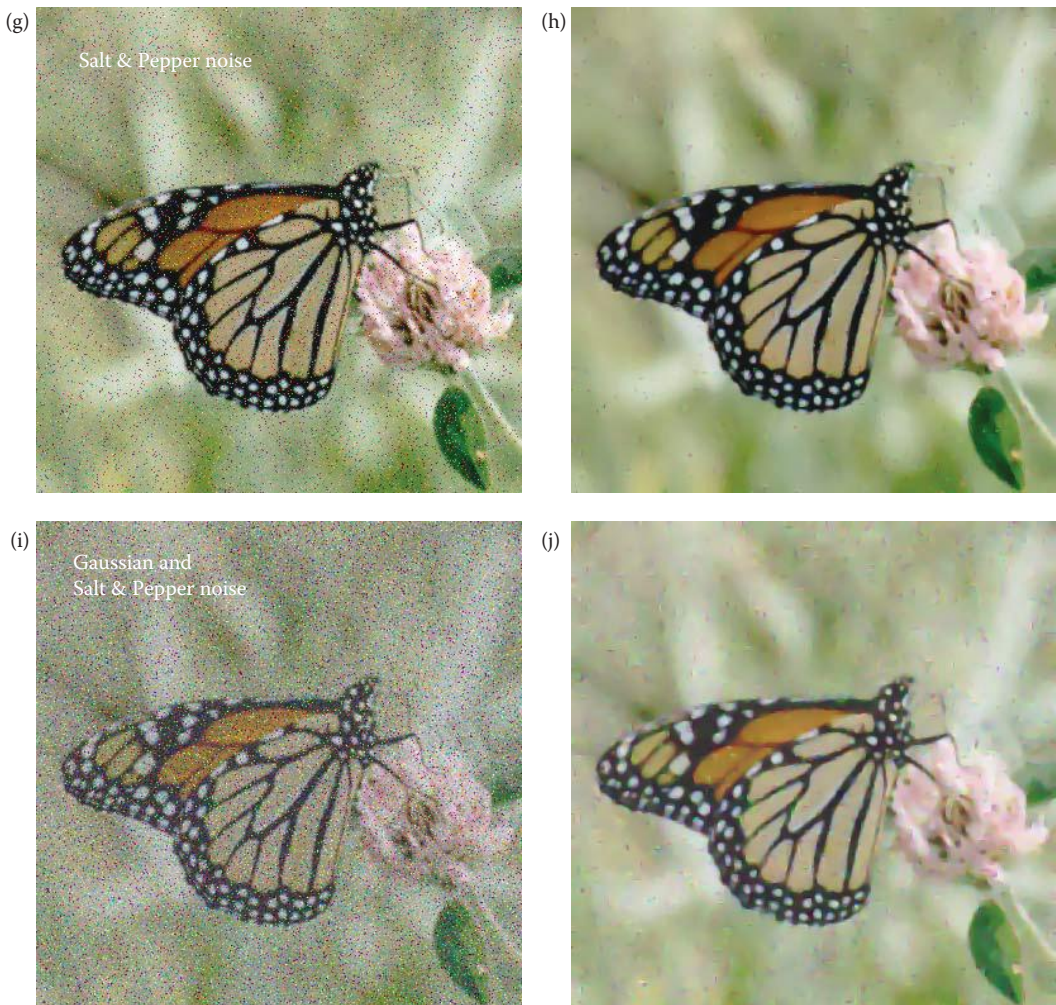 (g)
Salt & Pepper noise
(h)
(i)
Gaussian and
Salt & Pepper noise
(j)